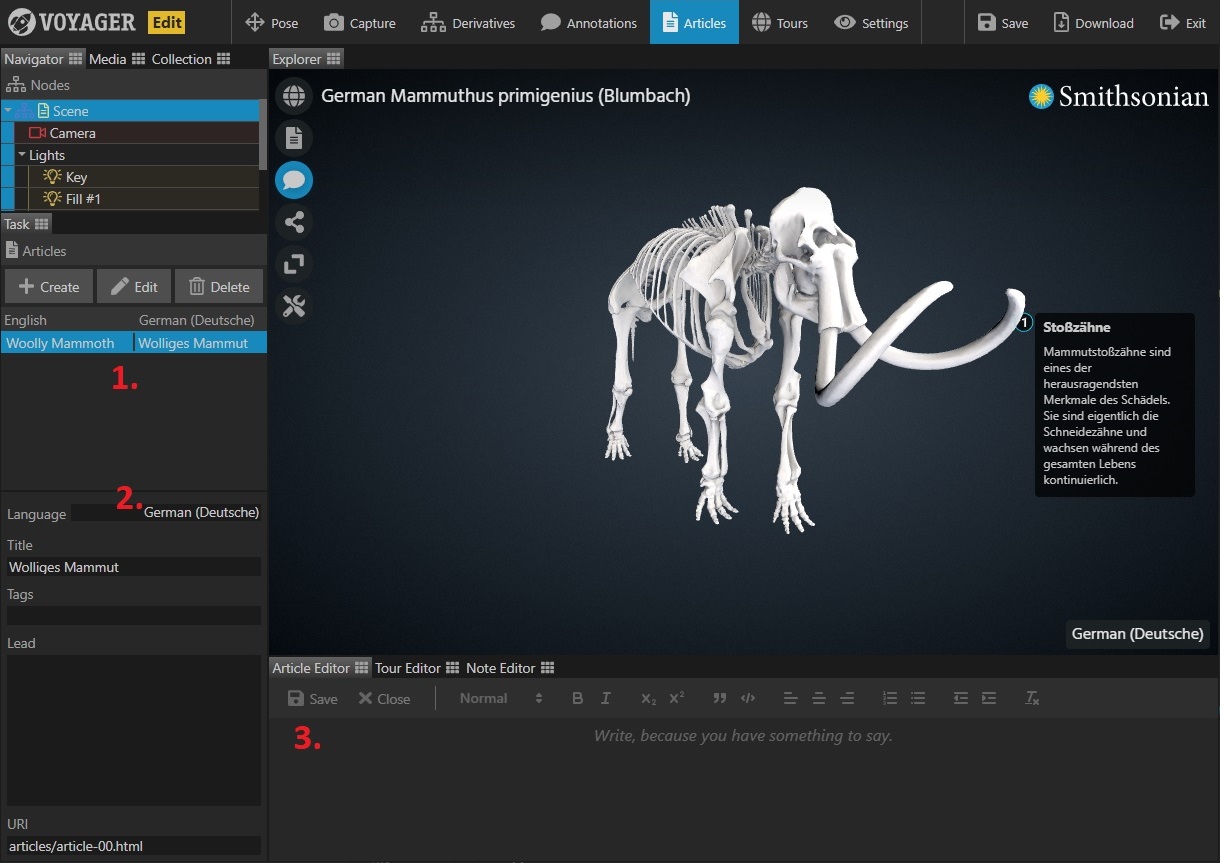 VOYAGER Edit Pose Capture Derivatives Annotations Articles Tours Settings Save Download Exit
Navigator Media Collection
Nodes
Scene
Camera
Lights
Key
Fill #1
Task
Articles
Create Edit Delete
English German (Deutsche)
Woolly Mammoth Wolliges Mammut
1.
2.
Language German (Deutsche)
Title
Wolliges Mammut
Tags
Lead
URI
articles/article-00.html
Explorer
German Mammuthus primigenius (Blumbach)
Smithsonian
1
Stoßzähne
Mammutstoßzähne sind
eines der
herausragendsten
Merkmale des Schädels.
Sie sind eigentlich die
Schneidezähne und
wachsen während des
gesamten Lebens
kontinuierlich.
German (Deutsche)
Article Editor Tour Editor Note Editor
Save Close Normal B I X₂ X²
3.
Write, because you have something to say.